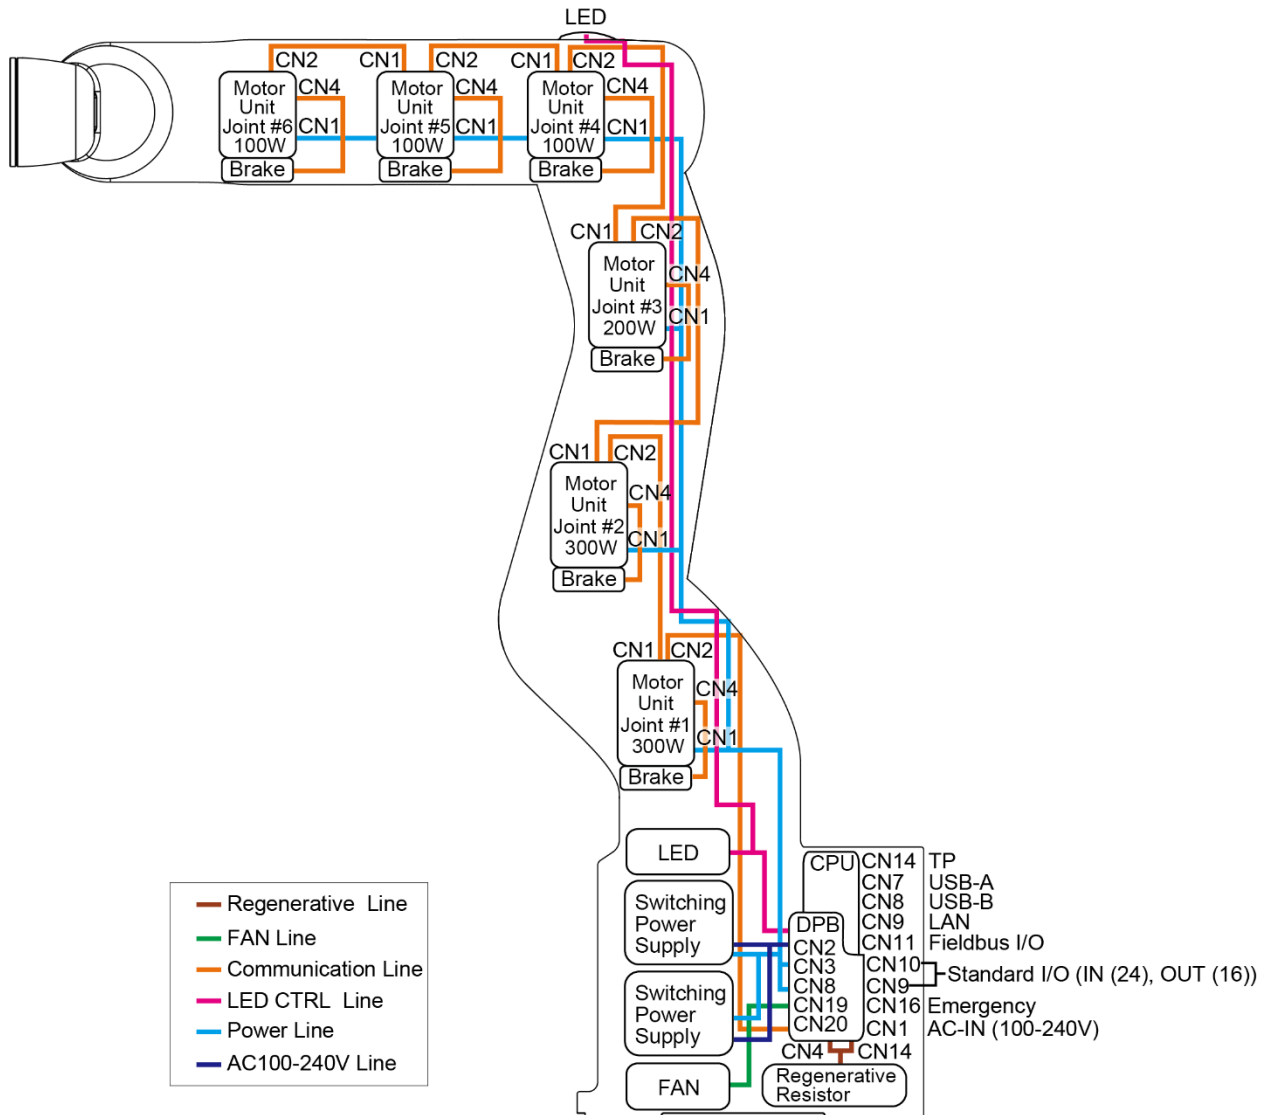 LED
CN2
CN1
CN2
CN1
CN2
Motor
Unit
Joint #6
100W
CN4
CN1
Brake
Motor
Unit
Joint #5
100W
CN4
CN1
Brake
Motor
Unit
Joint #4
100W
CN4
CN1
Brake
CN1
CN2
Motor
Unit
Joint #3
200W
CN4
CN1
Brake
CN1
CN2
Motor
Unit
Joint #2
300W
CN4
CN1
Brake
CN1
CN2
Motor
Unit
Joint #1
300W
CN4
CN1
Brake
LED
Switching
Power
Supply
Switching
Power
Supply
FAN
CPU
DPB
CN2
CN3
CN8
CN19
CN20
CN14 TP
CN7 USB-A
CN8 USB-B
CN9 LAN
CN11 Fieldbus I/O
CN10
CN9
Standard I/O (IN (24), OUT (16))
CN16 Emergency
CN1 AC-IN (100-240V)
CN4 CN14
Regenerative
Resistor
Regenerative Line
FAN Line
Communication Line
LED CTRL Line
Power Line
AC100-240V Line